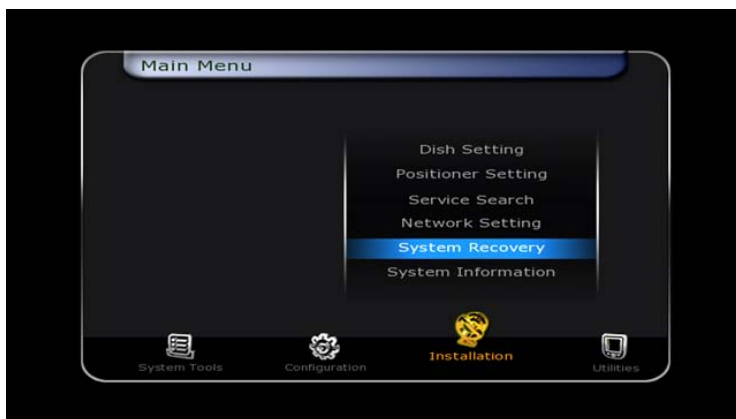 Main Menu
Dish Setting
Positioner Setting
Service Search
Network Setting
System Recovery
System Information
System Tools
Configuration
Installation
Utilities